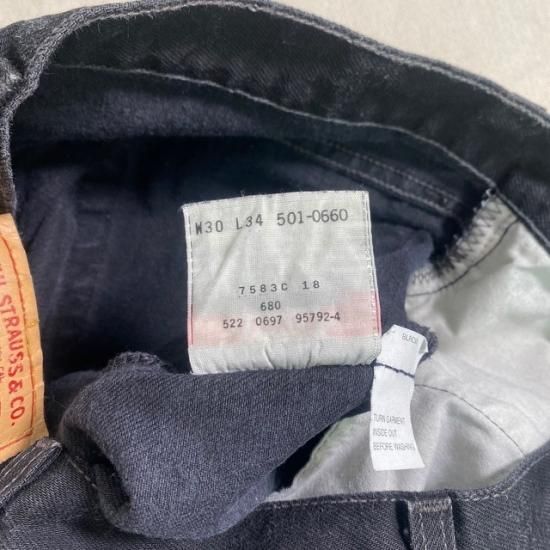 W30 L34 501-0660
7583C 18
680
522 0697 95792-4
STRAUSS & CO.
BLACK
TURN GARMENT
INSIDE OUT
BEFORE WASHING